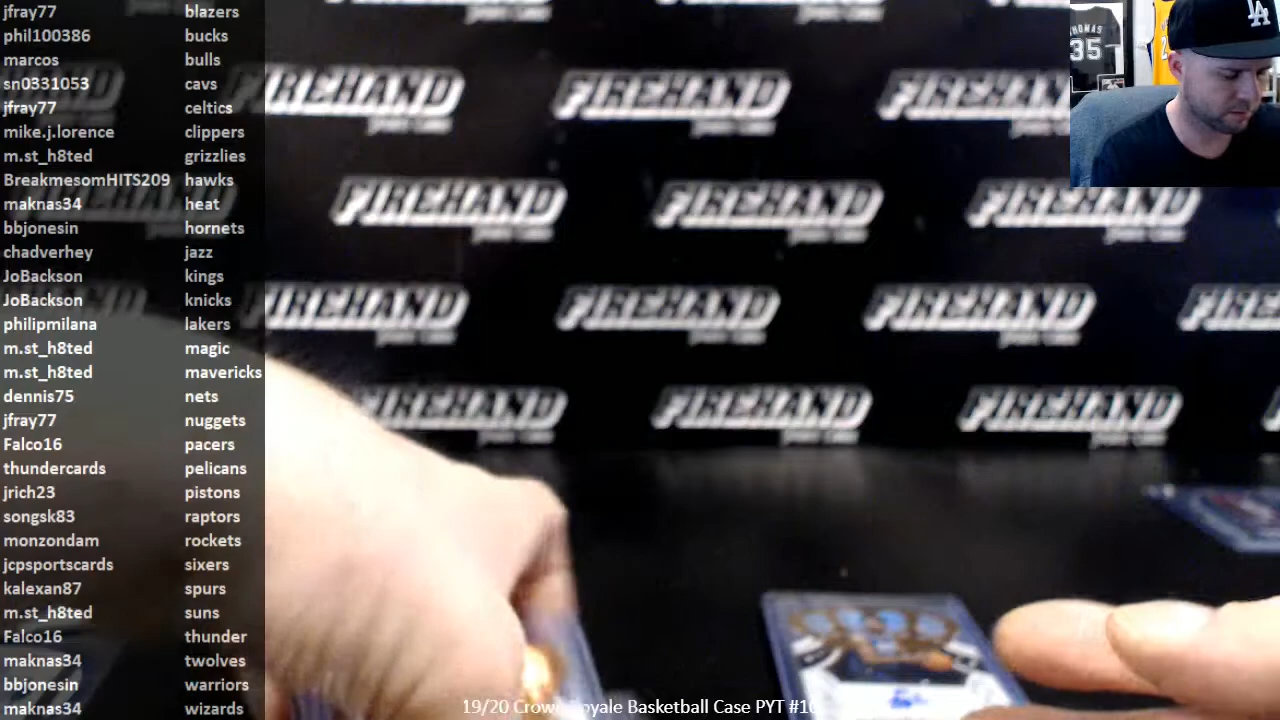 jfray77 blazers
phil100386 bucks
marcos bulls
sn0331053 cavs
jfray77 celtics
mike.j.lorence clippers
m.st_h8ted grizzlies
BreakmesomHITS209 hawks
maknas34 heat
bbjonesin hornets
chadverhey jazz
JoBackson kings
JoBackson knicks
philipmilana lakers
m.st_h8ted magic
m.st_h8ted mavericks
dennis75 nets
jfray77 nuggets
Falco16 pacers
thundercards pelicans
jrich23 pistons
songsk83 raptors
monzondam rockets
jcpsportscards sixers
kalexan87 spurs
m.st_h8ted suns
Falco16 thunder
maknas34 twolves
bbjonesin warriors
maknas34 wizards
FIREHAND FIREHAND FIREHAND
FIREHAND FIREHAND FIREHAND
FIREHAND FIREHAND FIREHAND FIREHAND
FIREHAND FIREHAND FIREHAND
HOMAS
35
LA
19/20 Crown Royale Basketball Case PYT